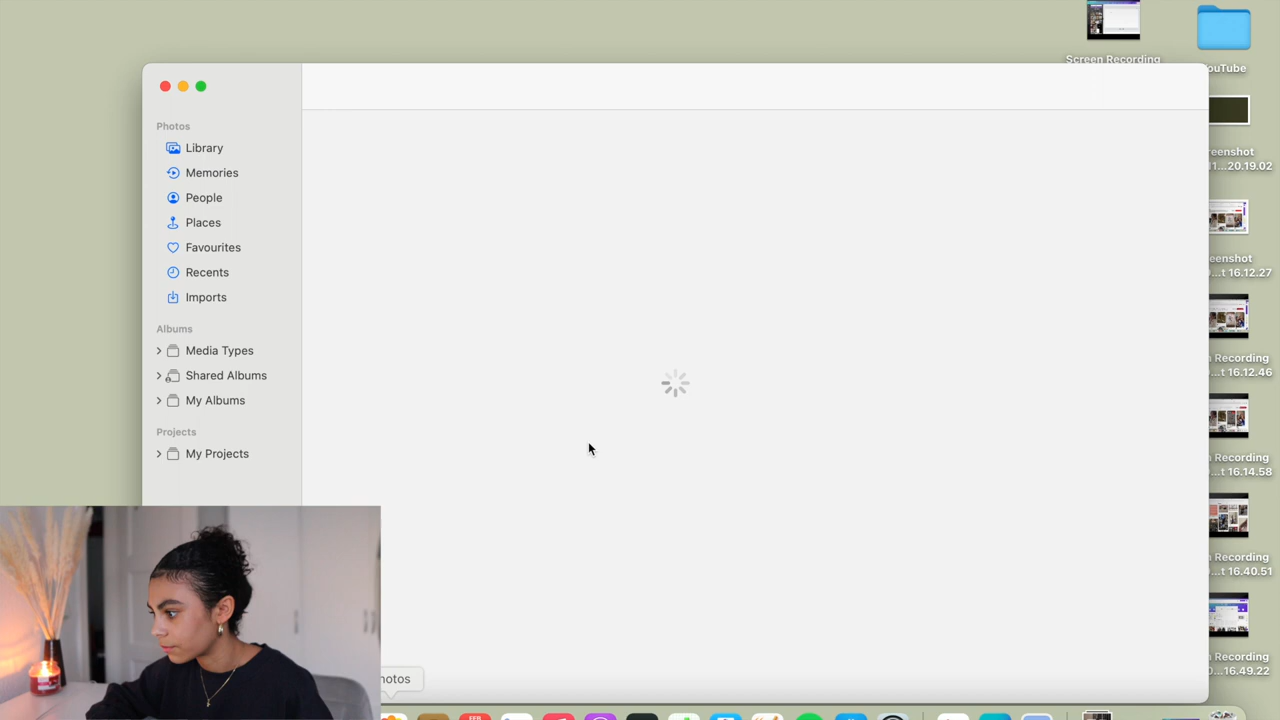 Screen Recording
ouTube
Photos
Library
Memories
People
Places
Favourites
Recents
Imports
Albums
Media Types
Shared Albums
My Albums
Projects
My Projects
reenshot
1...20.19.02
eenshot
...t 16.12.27
n Recording
...t 16.12.46
n Recording
...t 16.14.58
n Recording
...t 16.40.51
n Recording
...16.49.22
hotos
FEB